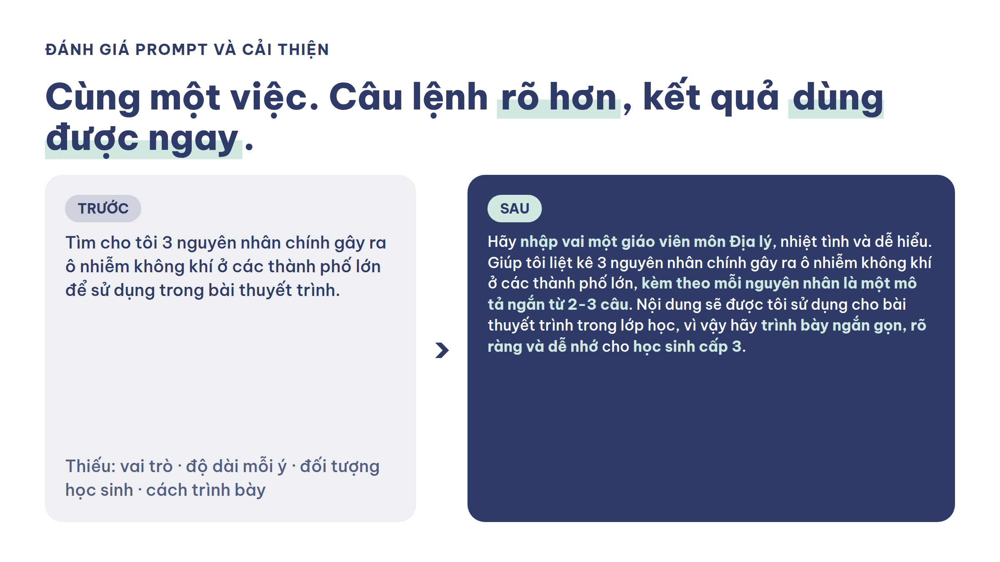 ĐÁNH GIÁ PROMPT VÀ CẢI THIỆN
Cùng một việc. Câu lệnh rõ hơn, kết quả dùng
được ngay.
TRƯỚC
Tìm cho tôi 3 nguyên nhân chính gây ra
ô nhiễm không khí ở các thành phố lớn
để sử dụng trong bài thuyết trình.
Thiếu: vai trò · độ dài mỗi ý · đối tượng
học sinh · cách trình bày
SAU
Hãy nhập vai một giáo viên môn Địa lý, nhiệt tình và dễ hiểu.
Giúp tôi liệt kê 3 nguyên nhân chính gây ra ô nhiễm không khí
ở các thành phố lớn, kèm theo mỗi nguyên nhân là một mô
tả ngắn từ 2-3 câu. Nội dung sẽ được tôi sử dụng cho bài
thuyết trình trong lớp học, vì vậy hãy trình bày ngắn gọn, rõ
ràng và dễ nhớ cho học sinh cấp 3.